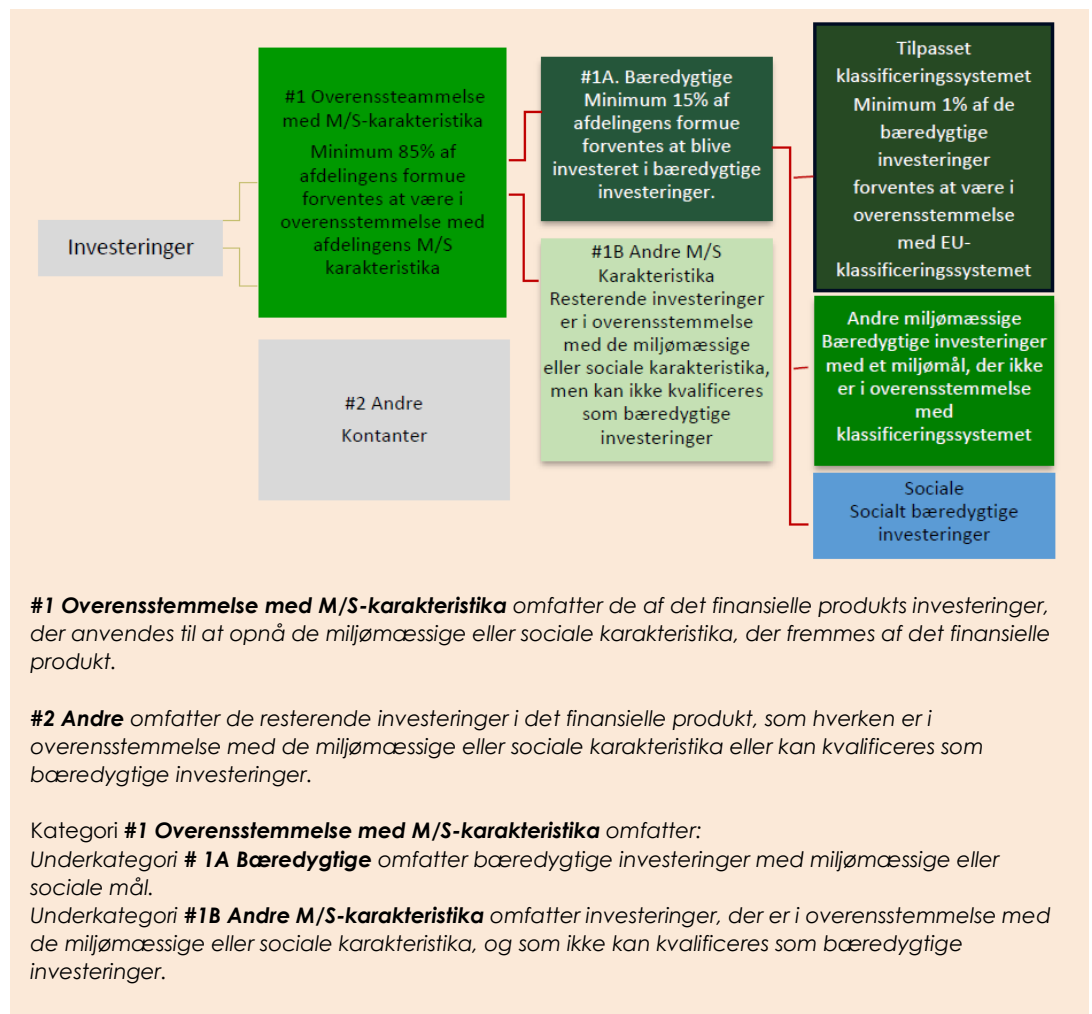 Investeringer
#1 Overenssteammelse
med M/S-karakteristika
Minimum 85% af
afdelingens formue
forventes at være i
overensstemmelse med
afdelingens M/S
karakteristika
#2 Andre
Kontanter
#1A. Bæredygtige
Minimum 15% af
afdelingens formue
forventes at blive
investeret i bæredygtige
investeringer.
#1B Andre M/S
Karakteristika
Resterende investeringer
er i overensstemmelse
med de miljømæssige
eller sociale karakteristika,
men kan ikke kvalificeres
som bæredygtige
investeringer
Tilpasset
klassificeringssystemet
Minimum 1% af de
bæredygtige
investeringer
forventes at være i
overensstemmelse
med EU-
klassificeringssystemet
Andre miljømæssige
Bæredygtige investeringer
med et miljømål, der ikke
er i overensstemmelse
med
klassificeringssystemet
Sociale
Socialt bæredygtige
investeringer
#1 Overensstemmelse med M/S-karakteristika omfatter de af det finansielle produkts investeringer,
der anvendes til at opnå de miljømæssige eller sociale karakteristika, der fremmes af det finansielle
produkt.
#2 Andre omfatter de resterende investeringer i det finansielle produkt, som hverken er i
overensstemmelse med de miljømæssige eller sociale karakteristika eller kan kvalificeres som
bæredygtige investeringer.
Kategori #1 Overensstemmelse med M/S-karakteristika omfatter:
Underkategori # 1A Bæredygtige omfatter bæredygtige investeringer med miljømæssige eller
sociale mål.
Underkategori #1B Andre M/S-karakteristika omfatter investeringer, der er i overensstemmelse med
de miljømæssige eller sociale karakteristika, og som ikke kan kvalificeres som bæredygtige
investeringer.